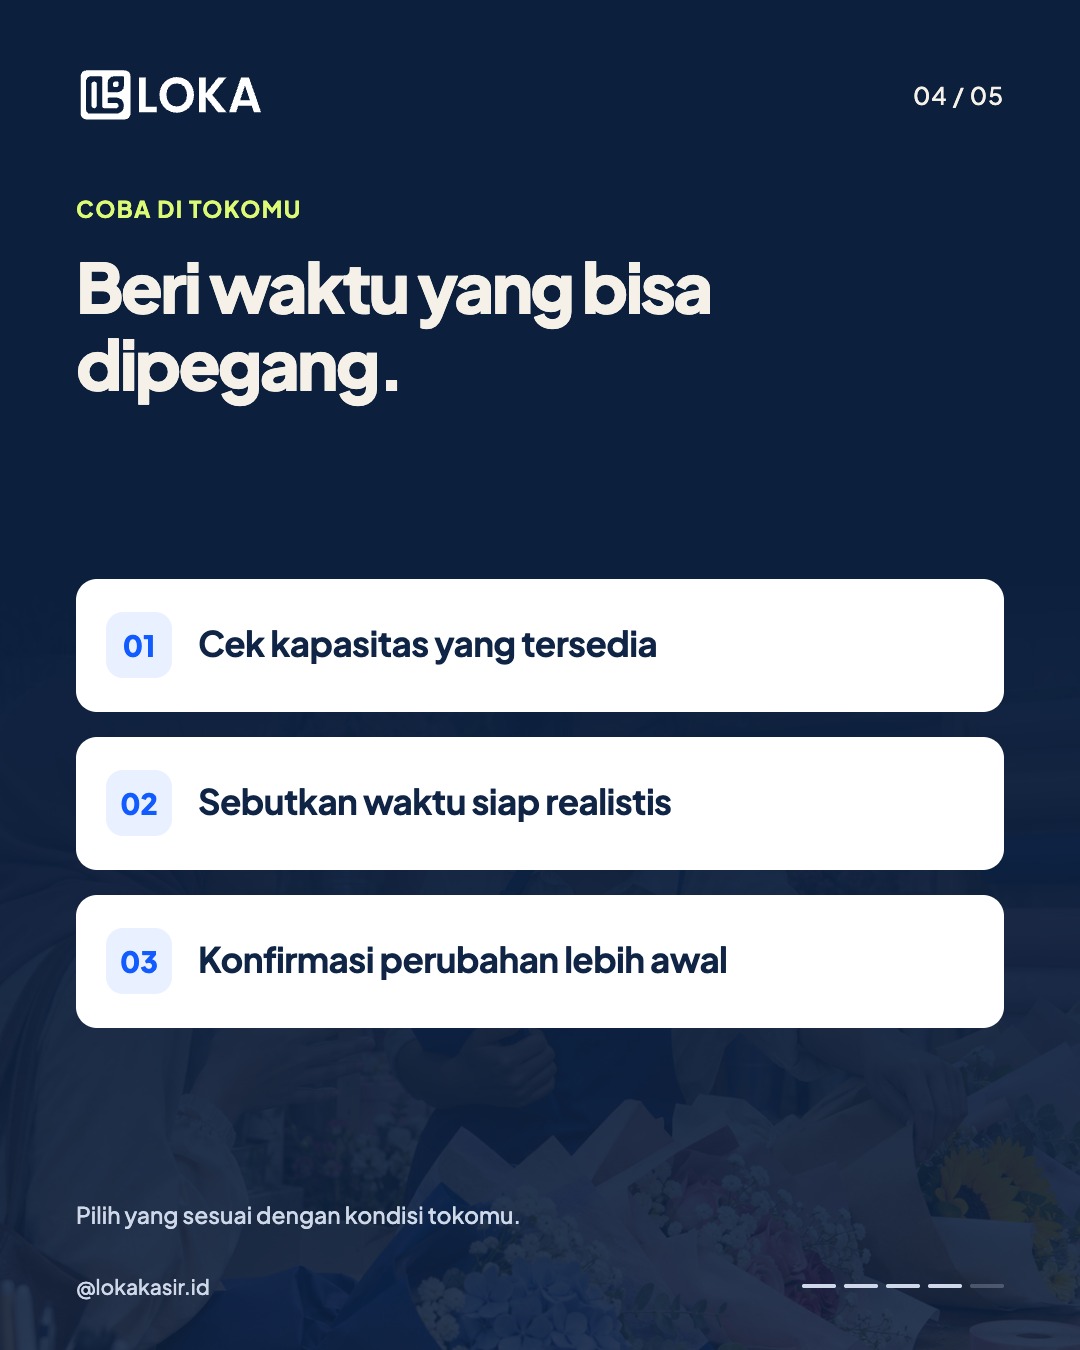 LOKA
04 / 05
COBA DI TOKOMU
Beri waktu yang bisa
dipegang.
01 Cek kapasitas yang tersedia
02 Sebutkan waktu siap realistis
03 Konfirmasi perubahan lebih awal
Pilih yang sesuai dengan kondisi tokomu.
@lokakasir.id